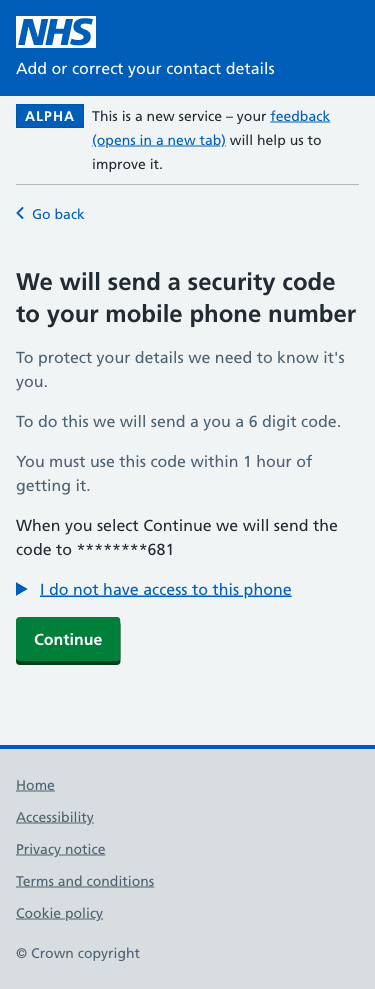 NHS
Add or correct your contact details
ALPHA This is a new service – your feedback
(opens in a new tab) will help us to
improve it.
Go back
We will send a security code
to your mobile phone number
To protect your details we need to know it's
you.
To do this we will send a you a 6 digit code.
You must use this code within 1 hour of
getting it.
When you select Continue we will send the
code to ********681
I do not have access to this phone
Continue
Home
Accessibility
Privacy notice
Terms and conditions
Cookie policy
© Crown copyright